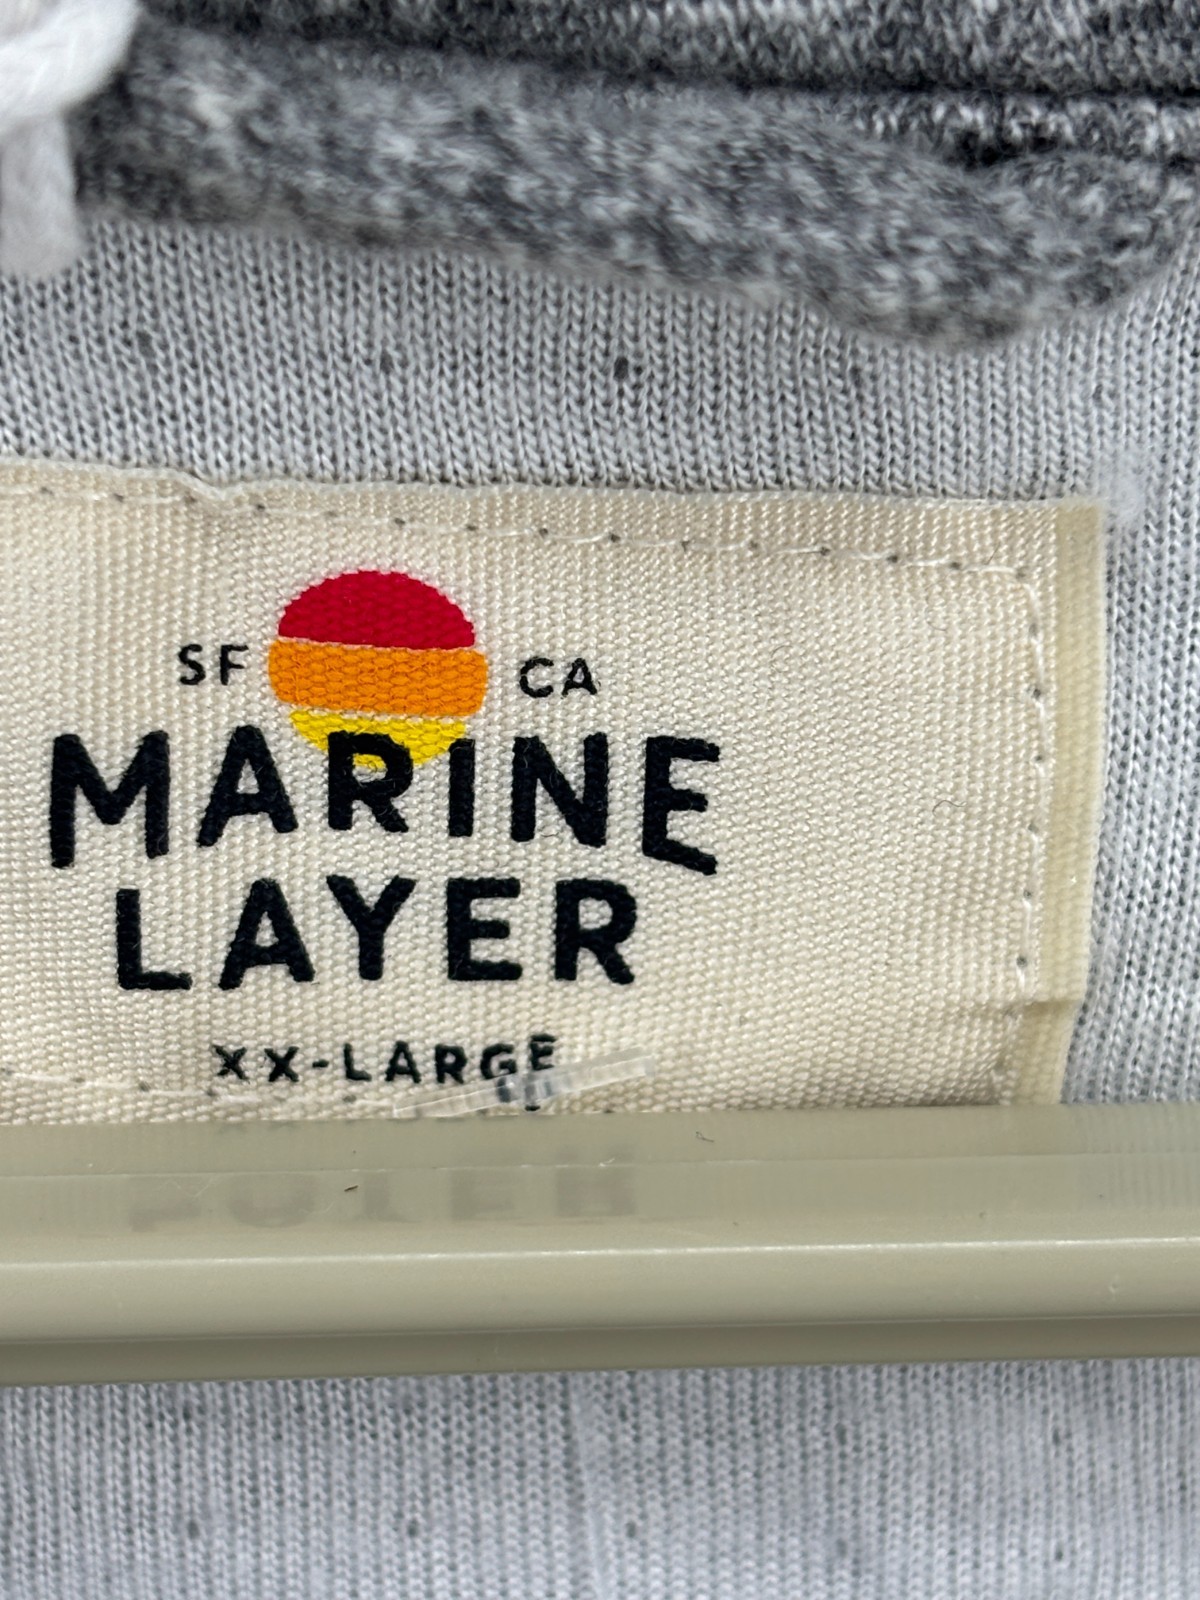 SF CA
MARINE
LAYER
XX-LARGE